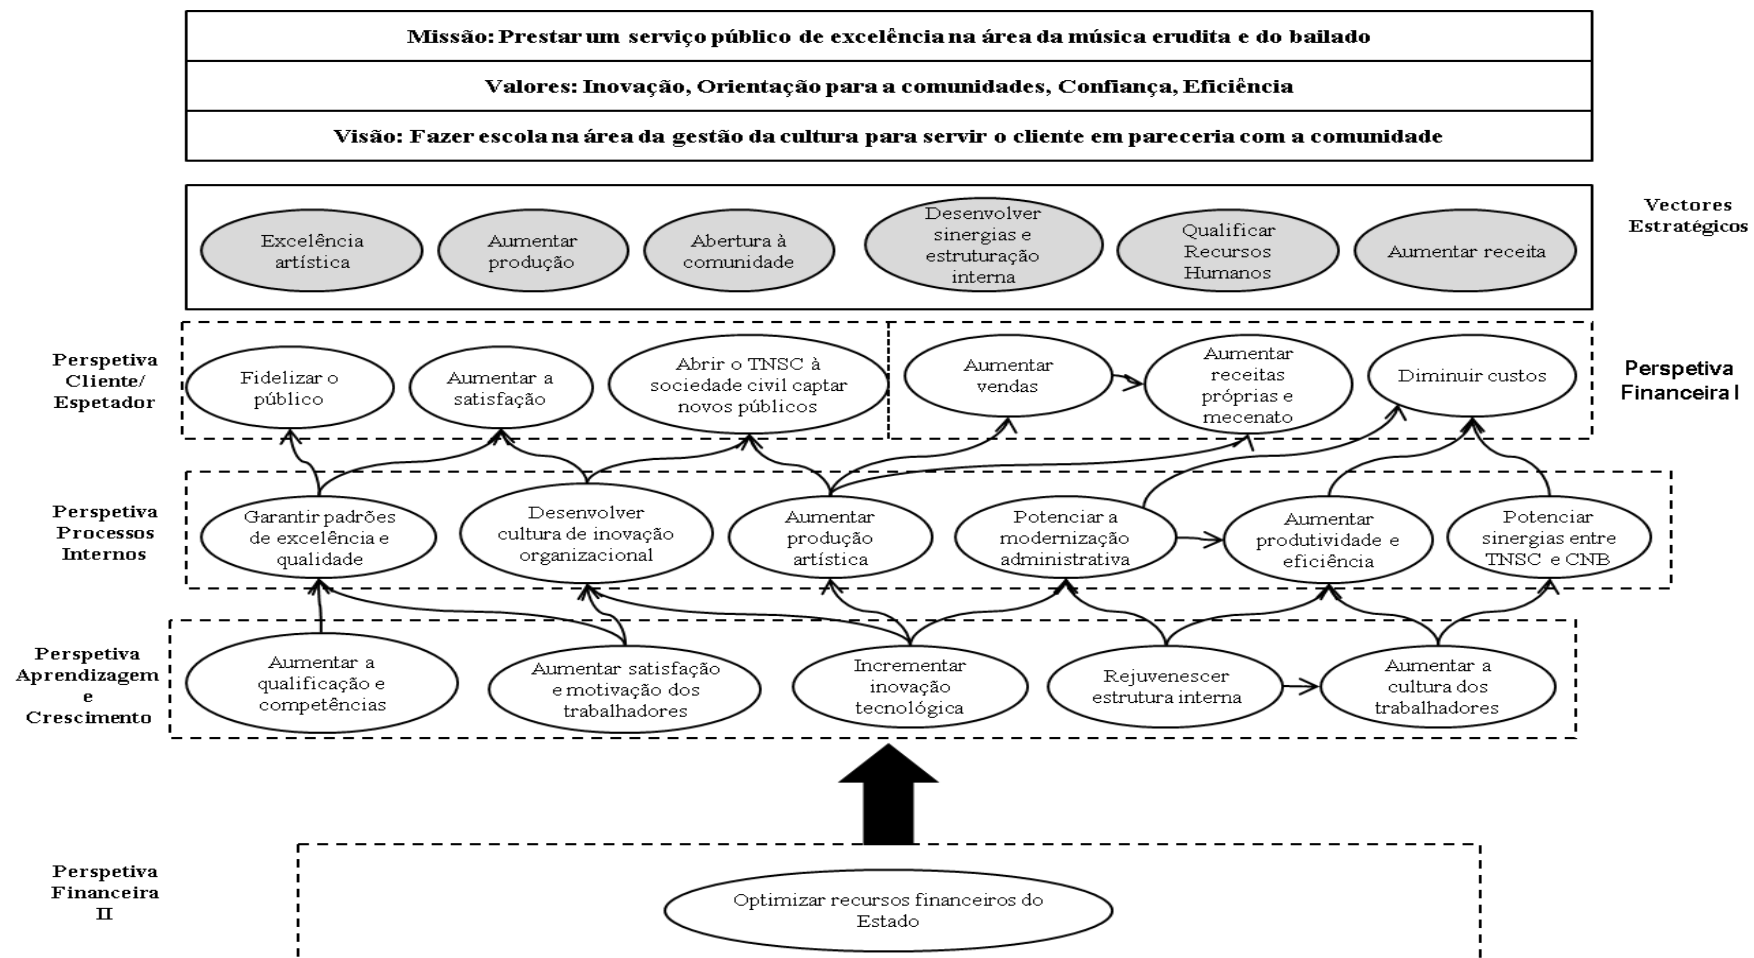 Missão: Prestar um serviço público de excelência na área da música erudita e do bailado
Valores: Inovação, Orientação para a comunidades, Confiança, Eficiência
Visão: Fazer escola na área da gestão da cultura para servir o cliente em pareceria com a comunidade
Excelência
artística
Aumentar
produção
Abertura à
comunidade
Desenvolver
sinergias e
estruturação
interna
Qualificar
Recursos
Humanos
Aumentar receita
Vectores
Estratégicos
Perspetiva
Cliente/
Espetador
Fidelizar o
público
Aumentar a
satisfação
Abrir o TNSC à
sociedade civil captar
novos públicos
Aumentar
vendas
Aumentar
receitas
próprias e
mecenato
Diminuir custos
Perspetiva
Financeira I
Perspetiva
Processos
Internos
Garantir padrões
de excelência e
qualidade
Desenvolver
cultura de inovação
organizacional
Aumentar
produção
artística
Potenciar a
modernização
administrativa
Aumentar
produtividade e
eficiência
Potenciar
sinergias entre
TNSC e CNB
Perspetiva
Aprendizagem
e
Crescimento
Aumentar a
qualificação e
competências
Aumentar satisfação
e motivação dos
trabalhadores
Incrementar
inovação
tecnológica
Rejuvenescer
estrutura interna
Aumentar a
cultura dos
trabalhadores
Perspetiva
Financeira
II
Optimizar recursos financeiros do
Estado